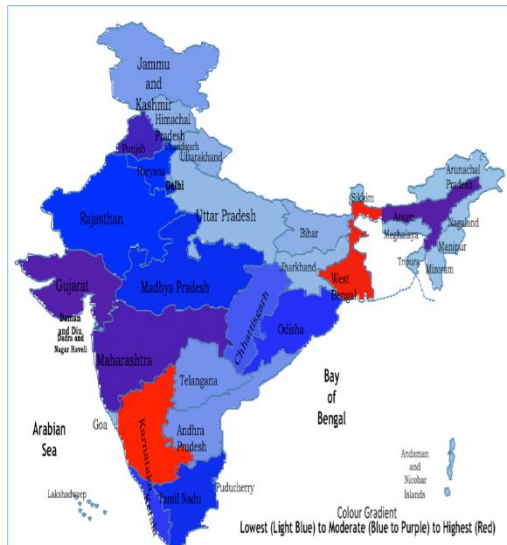 Jammu
and
Kashmir
Himachal
Pradesh
Chandigarh
Punjab
Uttarakhand
Haryana
Delhi
Arunachal
Pradesh
Sikkim
Rajasthan
Uttar Pradesh
Assam
Nagaland
Bihar
Meghalaya
Manipur
Jharkhand
Tripura
Mizoram
West
Bengal
Gujarat
Madhya Pradesh
Chhattisgarh
Daman
and Diu
Dadra and
Nagar Haveli
Odisha
Maharashtra
Telangana
Bay
of
Bengal
Arabian
Sea
Goa
Karnataka
Andhra
Pradesh
Andaman
and
Nicobar
Islands
Lakshadweep
Kerala
Tamil Nadu
Puducherry
Colour Gradient
Lowest (Light Blue) to Moderate (Blue to Purple) to Highest (Red)